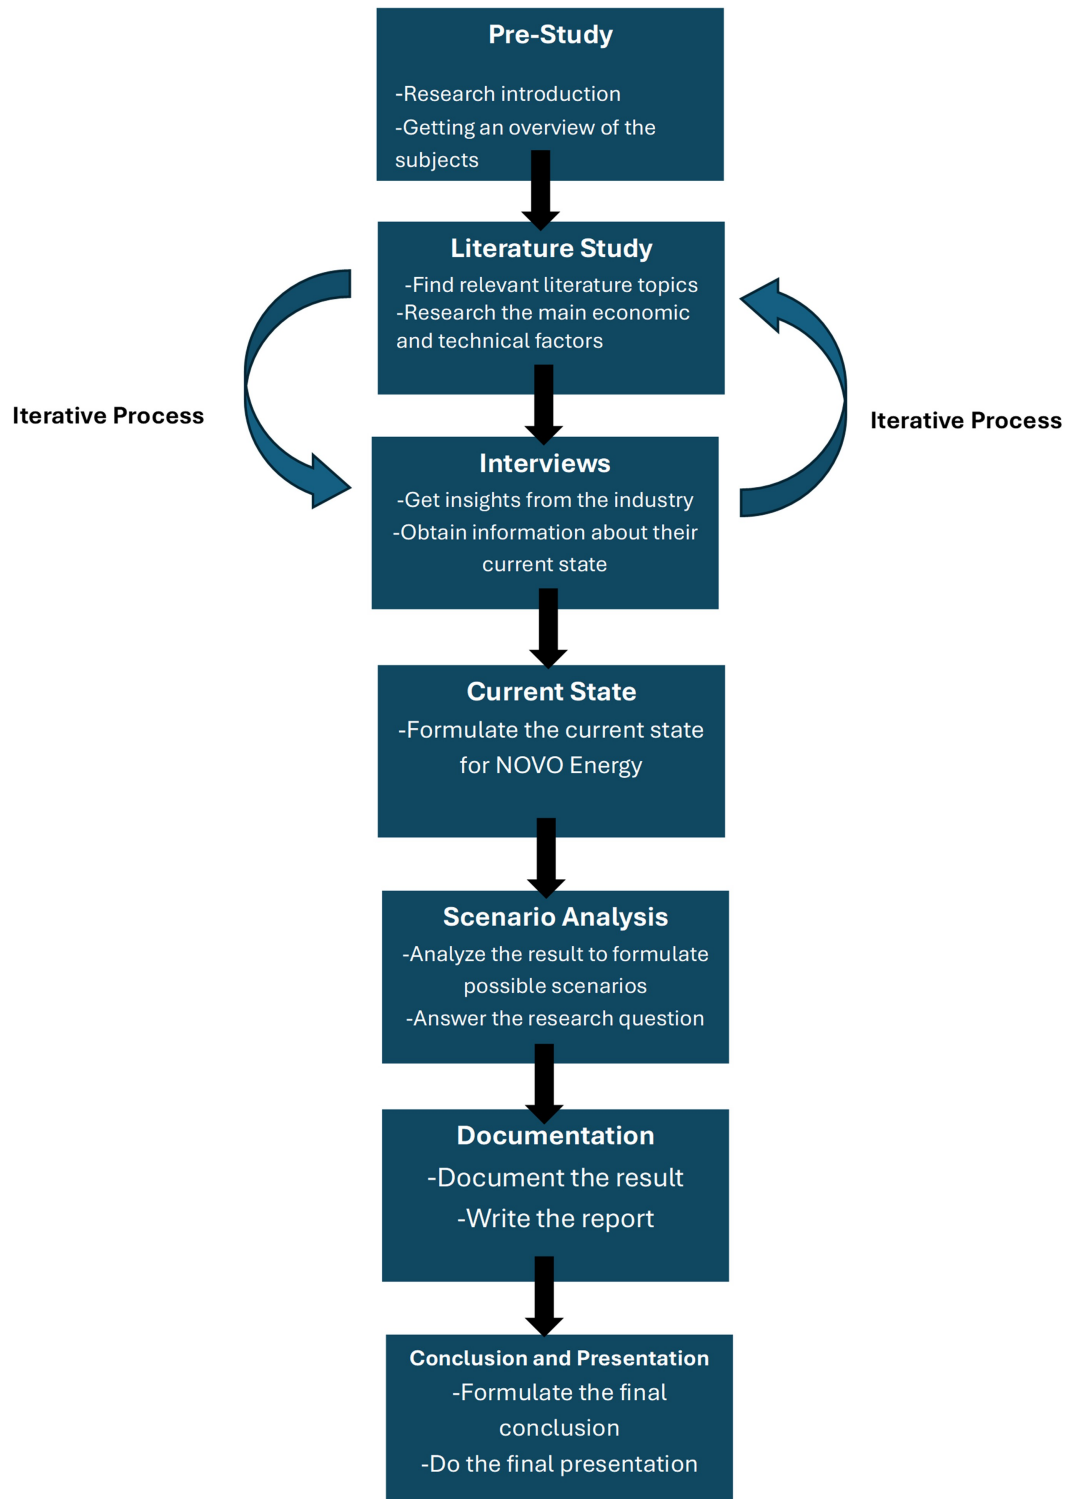 Pre-Study
-Research introduction
-Getting an overview of the
subjects
Literature Study
-Find relevant literature topics
-Research the main economic
and technical factors
Iterative Process
Iterative Process
Interviews
-Get insights from the industry
-Obtain information about their
current state
Current State
-Formulate the current state
for NOVO Energy
Scenario Analysis
-Analyze the result to formulate
possible scenarios
-Answer the research question
Documentation
-Document the result
-Write the report
Conclusion and Presentation
-Formulate the final
conclusion
-Do the final presentation